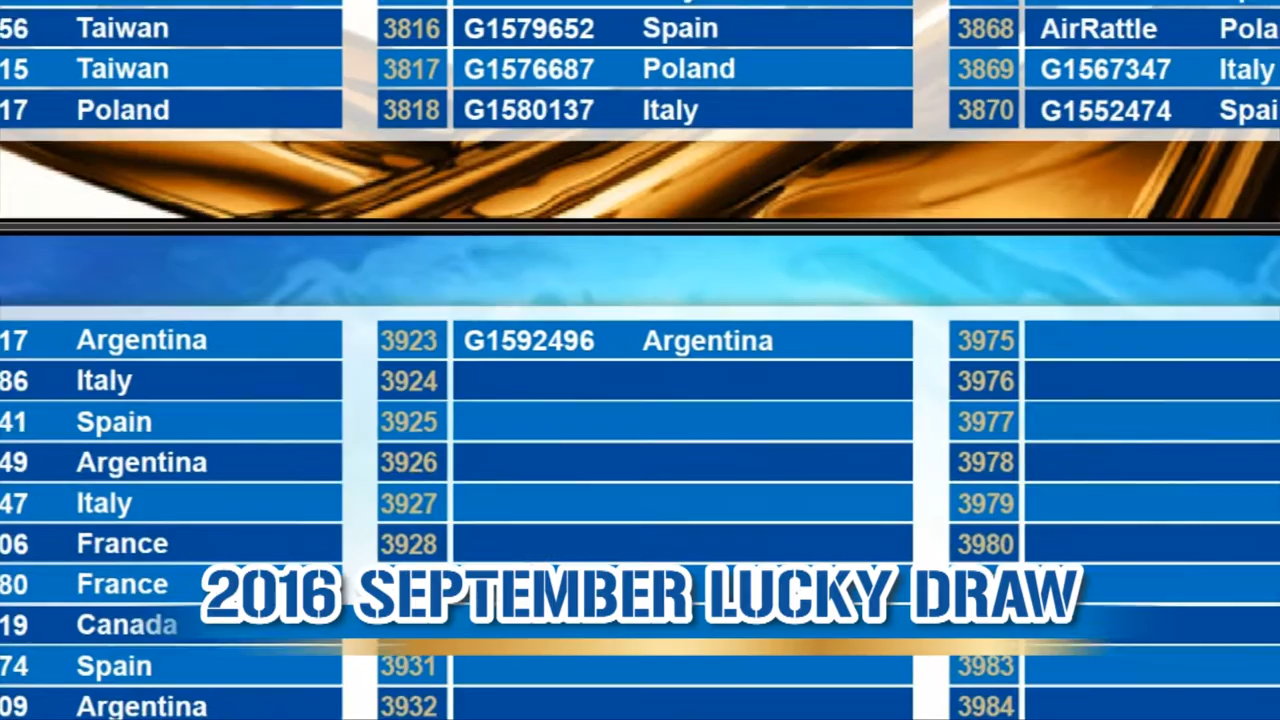 56 Taiwan 3816 G1579652 Spain 3868 AirRattle Pola
15 Taiwan 3817 G1576687 Poland 3869 G1567347 Italy
17 Poland 3818 G1580137 Italy 3870 G1552474 Spai
17 Argentina 3923 G1592496 Argentina 3975
86 Italy 3924 3976
41 Spain 3925 3977
49 Argentina 3926 3978
47 Italy 3927 3979
06 France 3928 3980
80 France
2016 SEPTEMBER LUCKY DRAW
19 Canada
74 Spain 3931 3983
09 Argentina 3932 3984